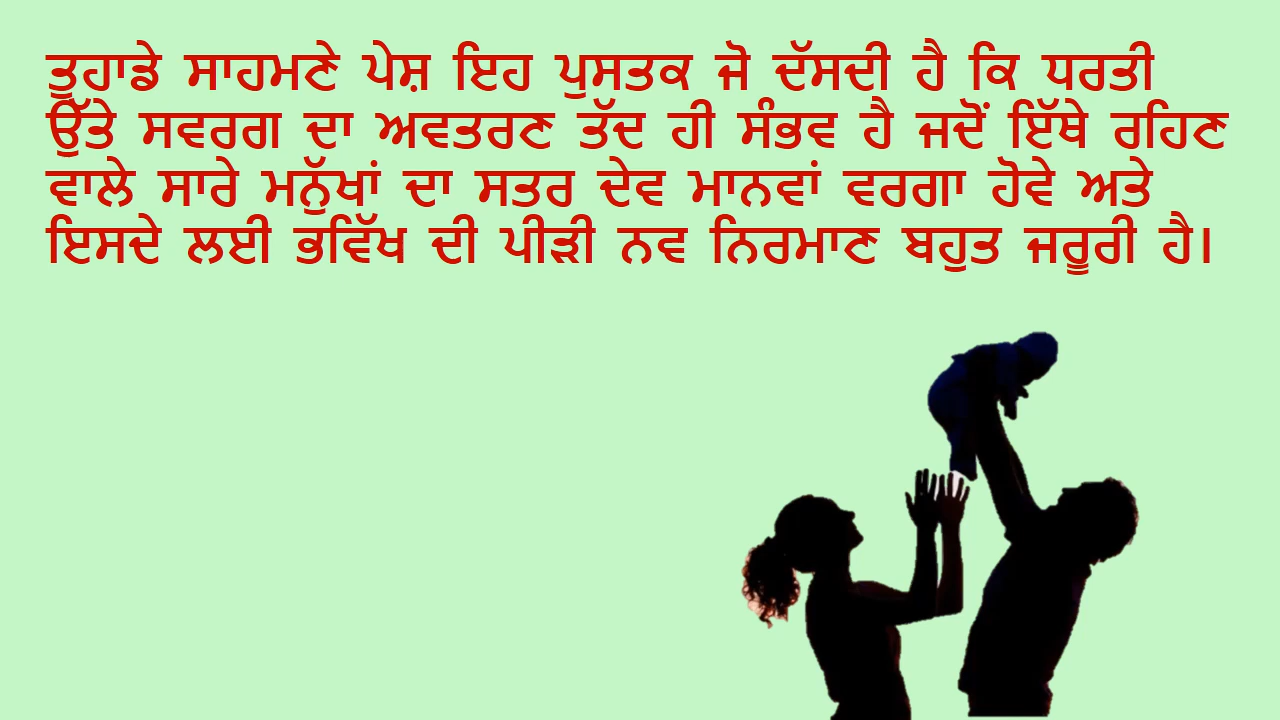 ਤੁਹਾਡੇ ਸਾਹਮਣੇ ਪੇਸ਼ ਇਹ ਪੁਸਤਕ ਜੋ ਦੱਸਦੀ ਹੈ ਕਿ ਧਰਤੀ
ਉੱਤੇ ਸਵਰਗ ਦਾ ਅਵਤਰਣ ਤੱਦ ਹੀ ਸੰਭਵ ਹੈ ਜਦੋਂ ਇੱਥੇ ਰਹਿਣ
ਵਾਲੇ ਸਾਰੇ ਮਨੁੱਖਾਂ ਦਾ ਸਤਰ ਦੇਵ ਮਾਨਵਾਂ ਵਰਗਾ ਹੋਵੇ ਅਤੇ
ਇਸਦੇ ਲਈ ਭਵਿੱਖ ਦੀ ਪੀੜੀ ਨਵ ਨਿਰਮਾਣ ਬਹੁਤ ਜਰੂਰੀ ਹੈ।